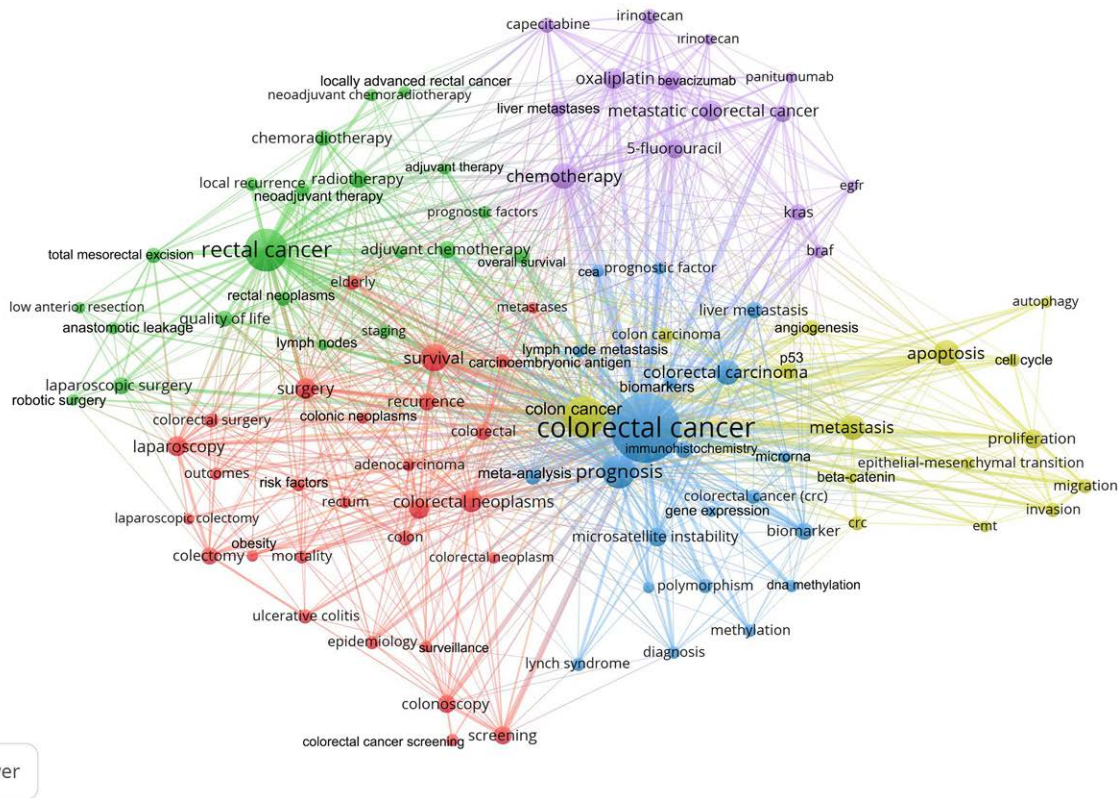 irinotecan
capecitabine
irinotecan
oxaliplatin
bevacizumab
panitumumab
locally advanced rectal cancer
neoadjuvant chemoradiotherapy
liver metastases
metastatic colorectal cancer
chemoradiotherapy
5-fluorouracil
adjuvant therapy
chemotherapy
local recurrence
radiotherapy
neoadjuvant therapy
egfr
prognostic factors
kras
total mesorectal excision
rectal cancer
adjuvant chemotherapy
braf
overall survival
cea
prognostic factor
elderly
rectal neoplasms
low anterior resection
metastases
liver metastasis
autophagy
anastomotic leakage
quality of life
staging
colon carcinoma
angiogenesis
lymph nodes
lymph node metastasis
survival
carcinoembryonic antigen
p53
apoptosis
cell cycle
colorectal carcinoma
laparoscopic surgery
surgery
biomarkers
robotic surgery
recurrence
colon cancer
colorectal surgery
colonic neoplasms
colorectal
colorectal cancer
metastasis
laparoscopy
immunohistochemistry
proliferation
microrna
adenocarcinoma
epithelial-mesenchymal transition
outcomes
meta-analysis
prognosis
beta-catenin
risk factors
migration
rectum
colorectal neoplasms
colorectal cancer (crc)
gene expression
invasion
laparoscopic colectomy
crc
emt
colon
microsatellite instability
biomarker
obesity
colectomy
mortality
colorectal neoplasm
polymorphism
dna methylation
ulcerative colitis
methylation
epidemiology
surveillance
diagnosis
lynch syndrome
colonoscopy
screening
colorectal cancer screening
er